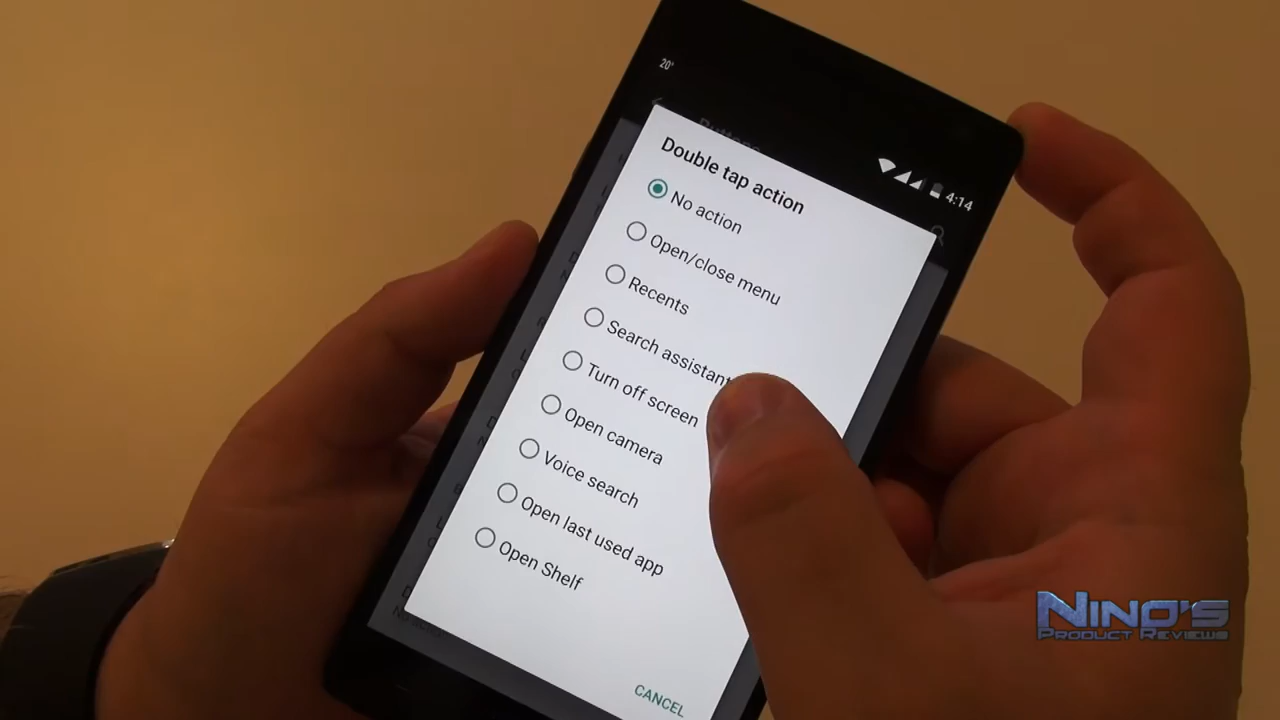 20°
4:14
Buttons
Double tap action
No action
Open/close menu
Recents
Search assistant
Turn off screen
Open camera
Voice search
Open last used app
Open Shelf
CANCEL
NINO'S
PRODUCT REVIEWS